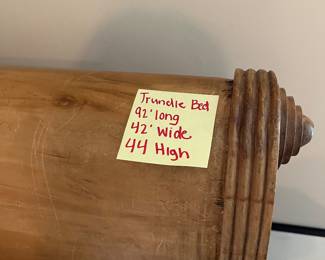 Trundle Bed
92' long
42' Wide
44 High